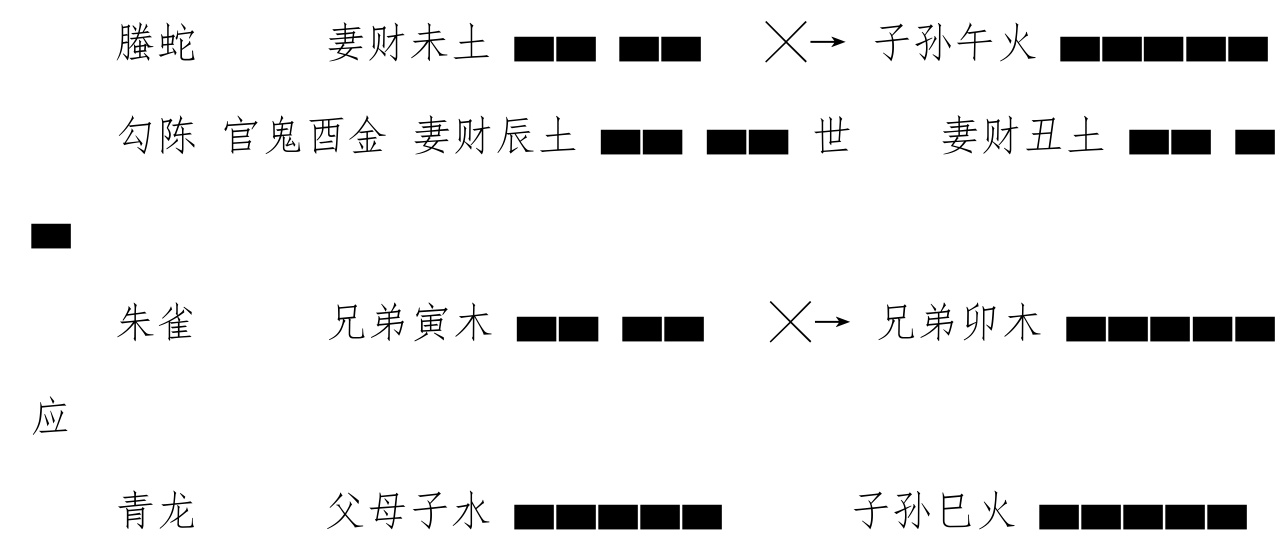 螣蛇 妻财未土 ▅▅ ▅▅ ╳→ 子孙午火 ▅▅▅▅▅
勾陈 官鬼酉金 妻财辰土 ▅▅ ▅▅ 世 妻财丑土 ▅▅ ▅
▅
朱雀 兄弟寅木 ▅▅ ▅▅ ╳→ 兄弟卯木 ▅▅▅▅▅
应
青龙 父母子水 ▅▅▅▅▅ 子孙巳火 ▅▅▅▅▅